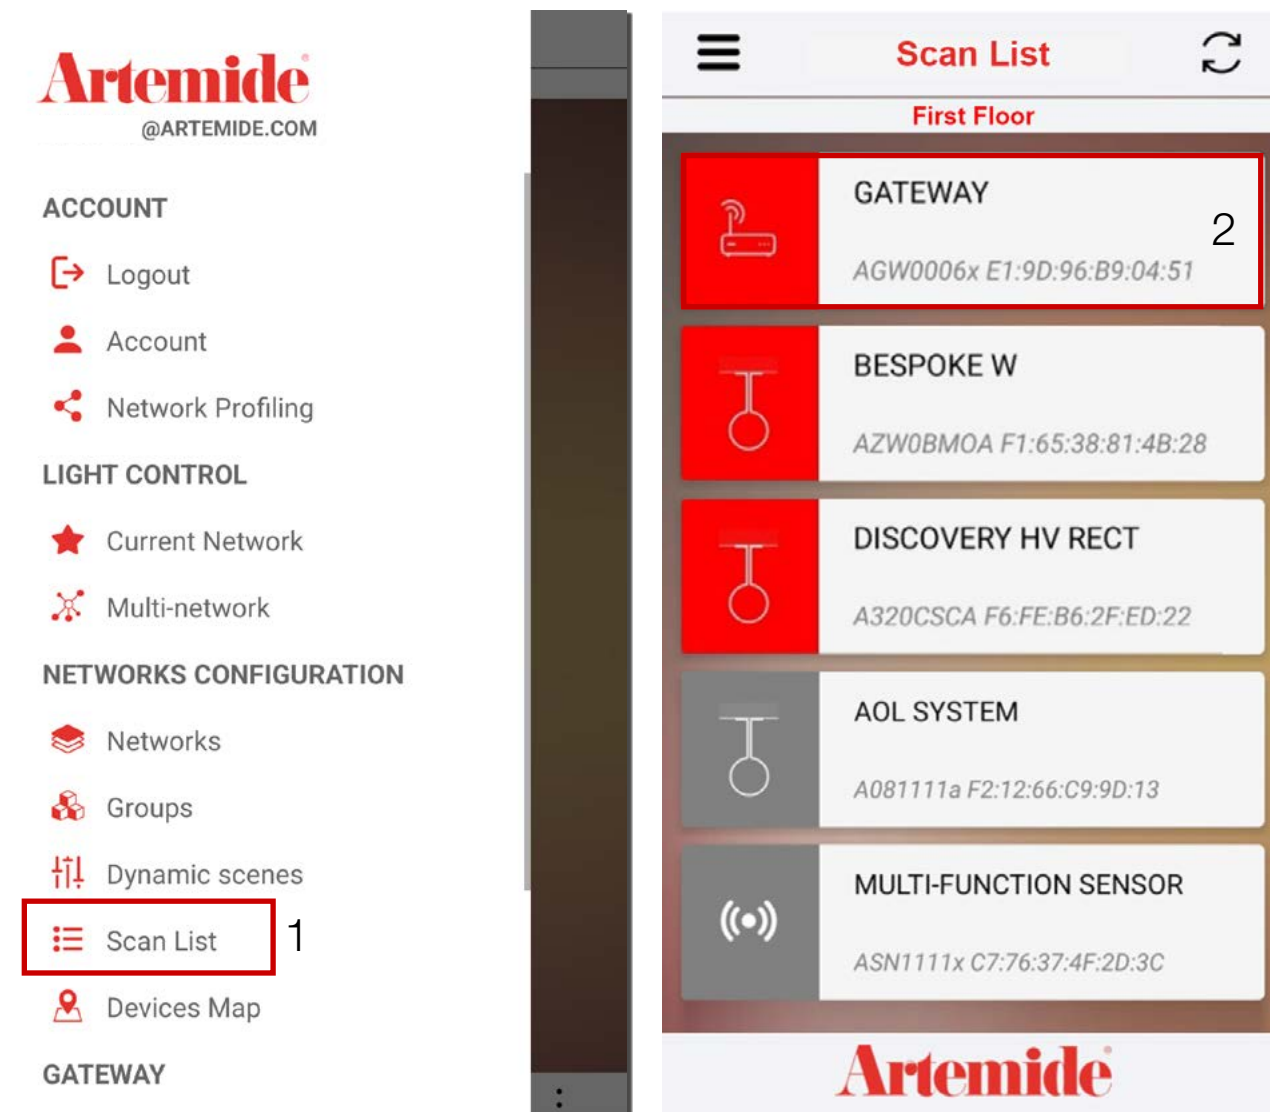 Artemide
@ARTEMIDE.COM
ACCOUNT
Logout
Account
Network Profiling
LIGHT CONTROL
Current Network
Multi-network
NETWORKS CONFIGURATION
Networks
Groups
Dynamic scenes
Scan List
1
Devices Map
GATEWAY
Scan List
First Floor
GATEWAY
2
AGW0006x E1:9D:96:B9:04:51
BESPOKE W
AZW0BMOA F1:65:38:81:4B:28
DISCOVERY HV RECT
A320CSCA F6:FE:B6:2F:ED:22
AOL SYSTEM
A081111a F2:12:66:C9:9D:13
MULTI-FUNCTION SENSOR
ASN1111x C7:76:37:4F:2D:3C
Artemide